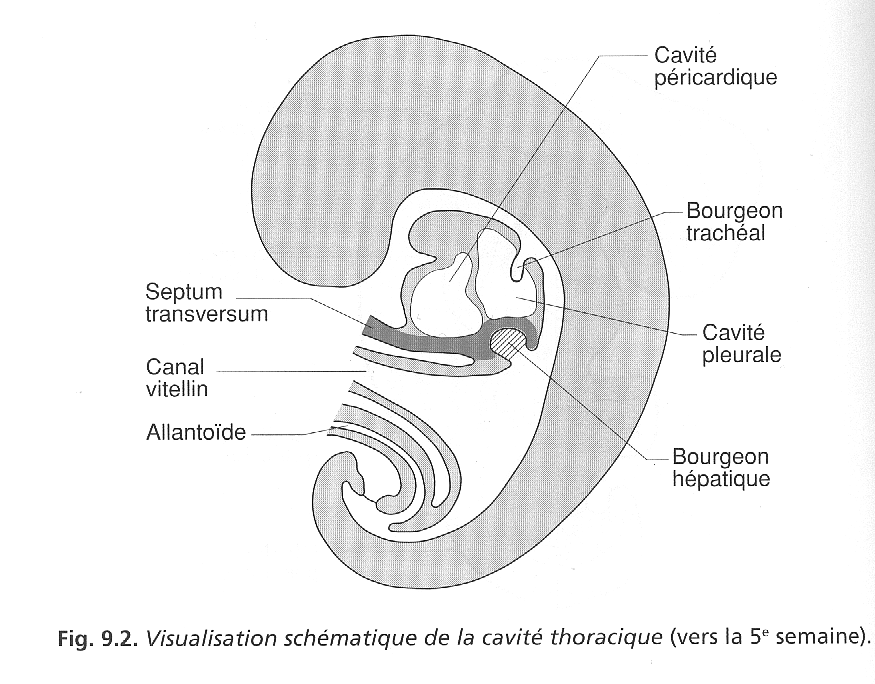 Cavité
péricardique
Bourgeon
trachéal
Septum
transversum
Cavité
pleurale
Canal
vitellin
Allantoïde
Bourgeon
hépatique
Fig. 9.2. Visualisation schématique de la cavité thoracique (vers la 5e semaine).